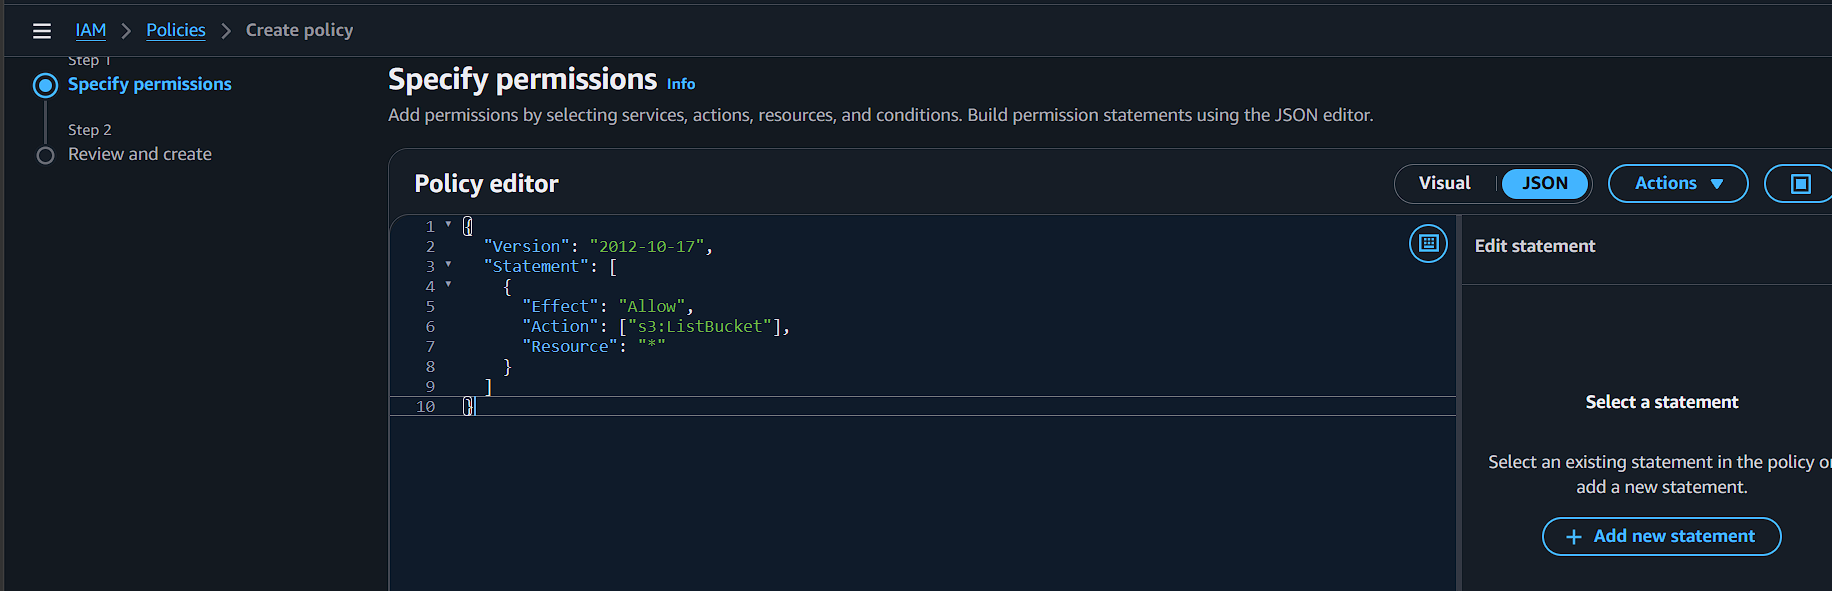 IAM > Policies > Create policy
Step 1
Specify permissions
Step 2
Review and create
Specify permissions Info
Add permissions by selecting services, actions, resources, and conditions. Build permission statements using the JSON editor.
Policy editor
Visual | JSON
Actions ▼
1 {
2 "Version": "2012-10-17",
3 "Statement": [
4 {
5 "Effect": "Allow",
6 "Action": ["s3:ListBucket"],
7 "Resource": "*"
8 }
9 ]
10 }
Edit statement
Select a statement
Select an existing statement in the policy or
add a new statement.
+ Add new statement